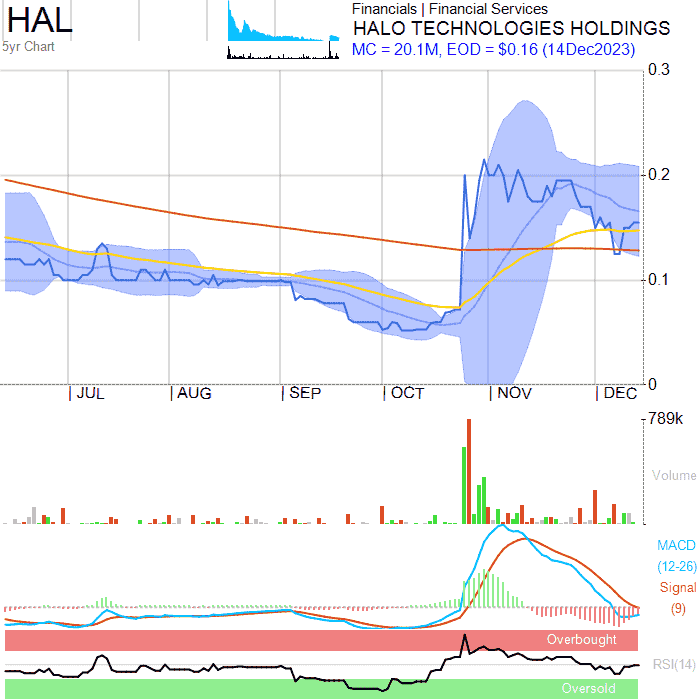 HAL
5yr Chart
Financials | Financial Services
HALO TECHNOLOGIES HOLDINGS
MC = 20.1M, EOD = $0.16 (14Dec2023)
0.3
0.2
0.1
0
JUL
AUG
SEP
OCT
NOV
DEC
789k
Volume
MACD
(12-26)
Signal
(9)
Overbought
RSI(14)
Oversold